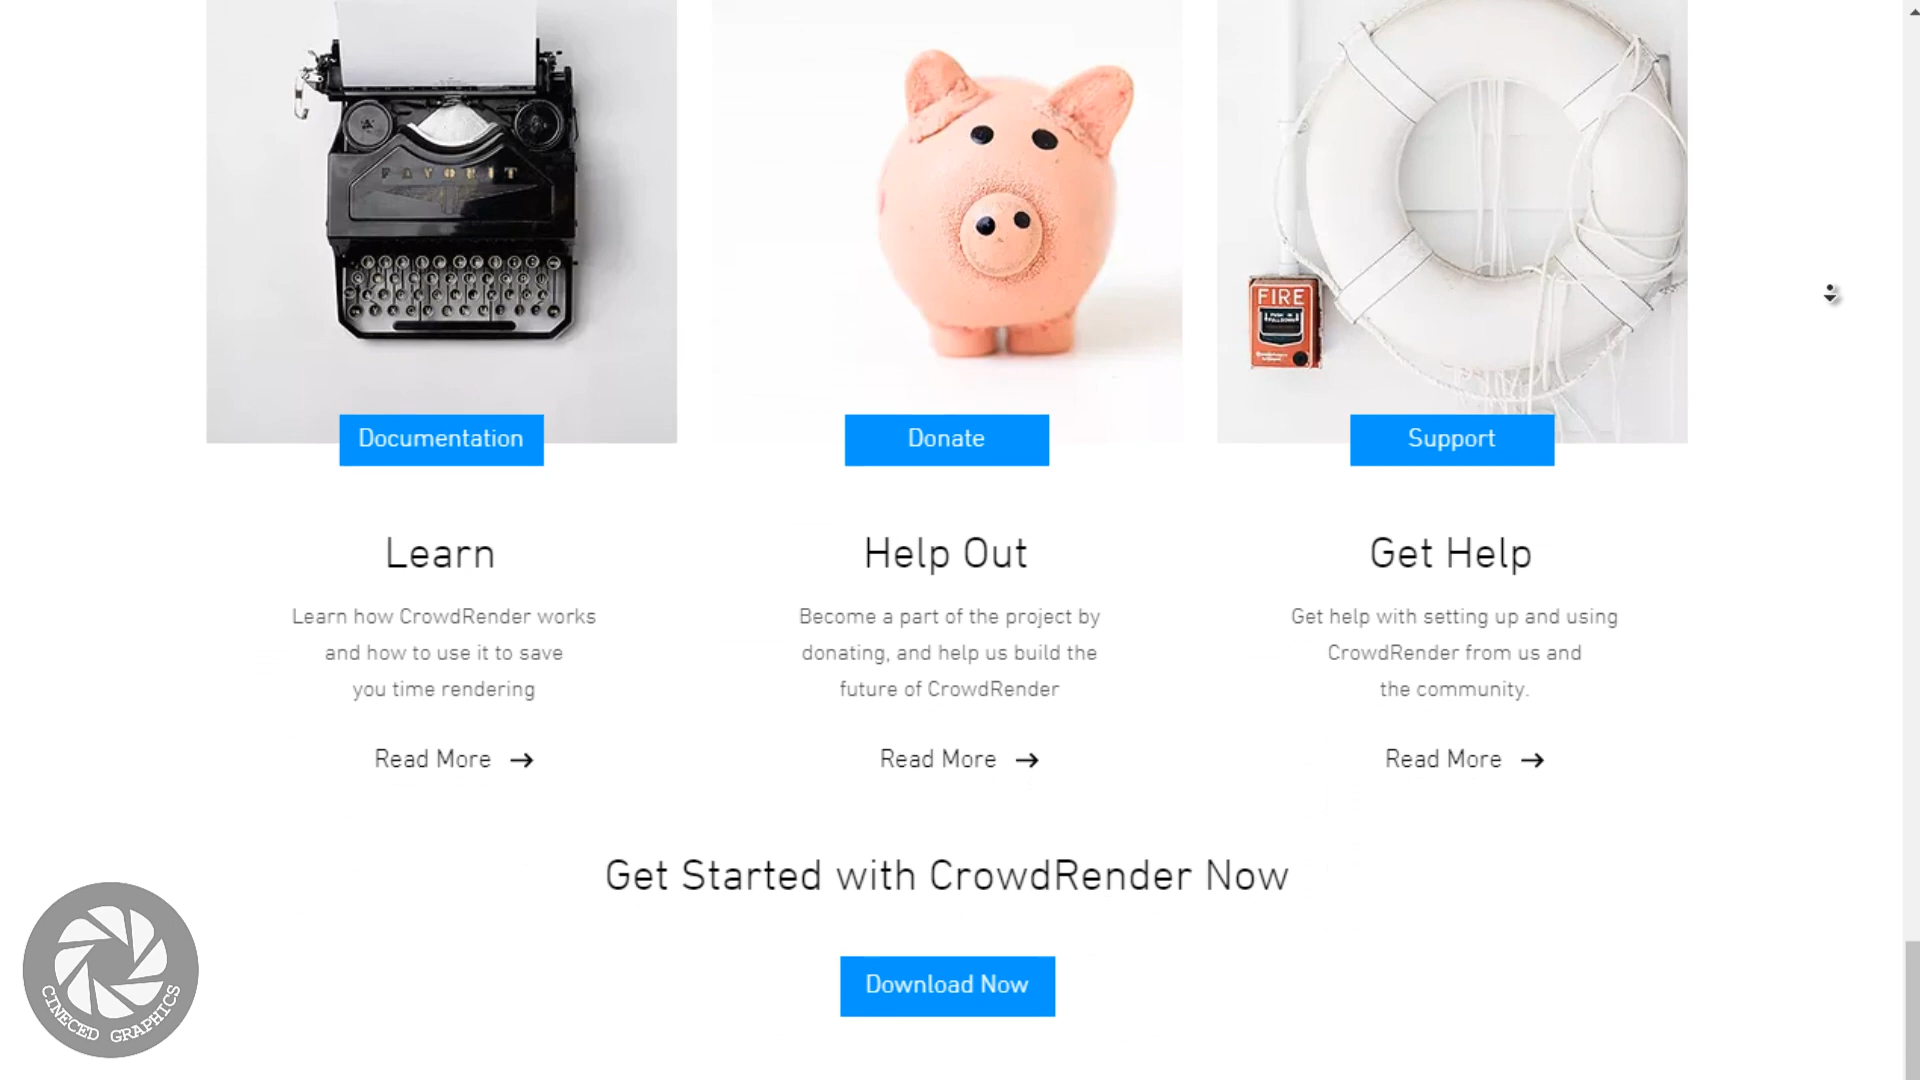 FAVORIT
FIRE
Documentation
Donate
Support
Learn
Help Out
Get Help
Learn how CrowdRender works
and how to use it to save
you time rendering
Become a part of the project by
donating, and help us build the
future of CrowdRender
Get help with setting up and using
CrowdRender from us and
the community.
Read More →
Read More →
Read More →
Get Started with CrowdRender Now
Download Now
CINECED GRAPHICS